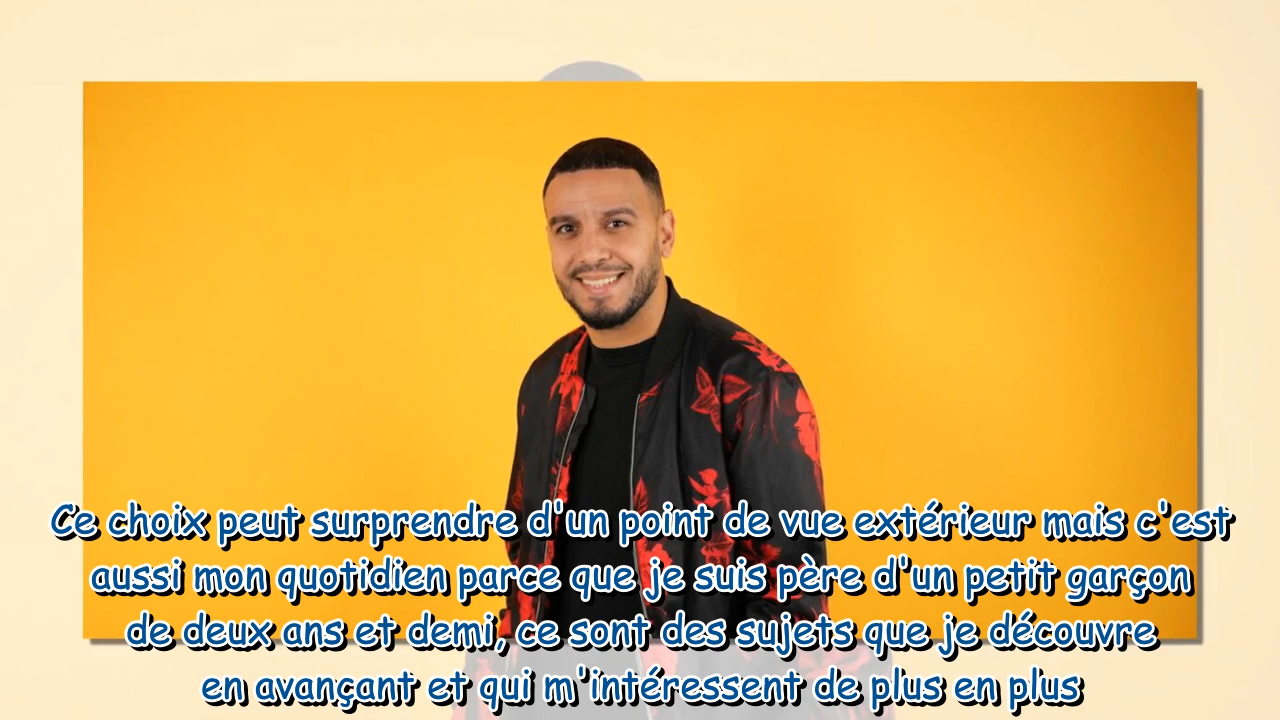 Ce choix peut surprendre d'un point de vue extérieur mais c'est
aussi mon quotidien parce que je suis père d'un petit garçon
de deux ans et demi, ce sont des sujets que je découvre
en avançant et qui m'intéressent de plus en plus